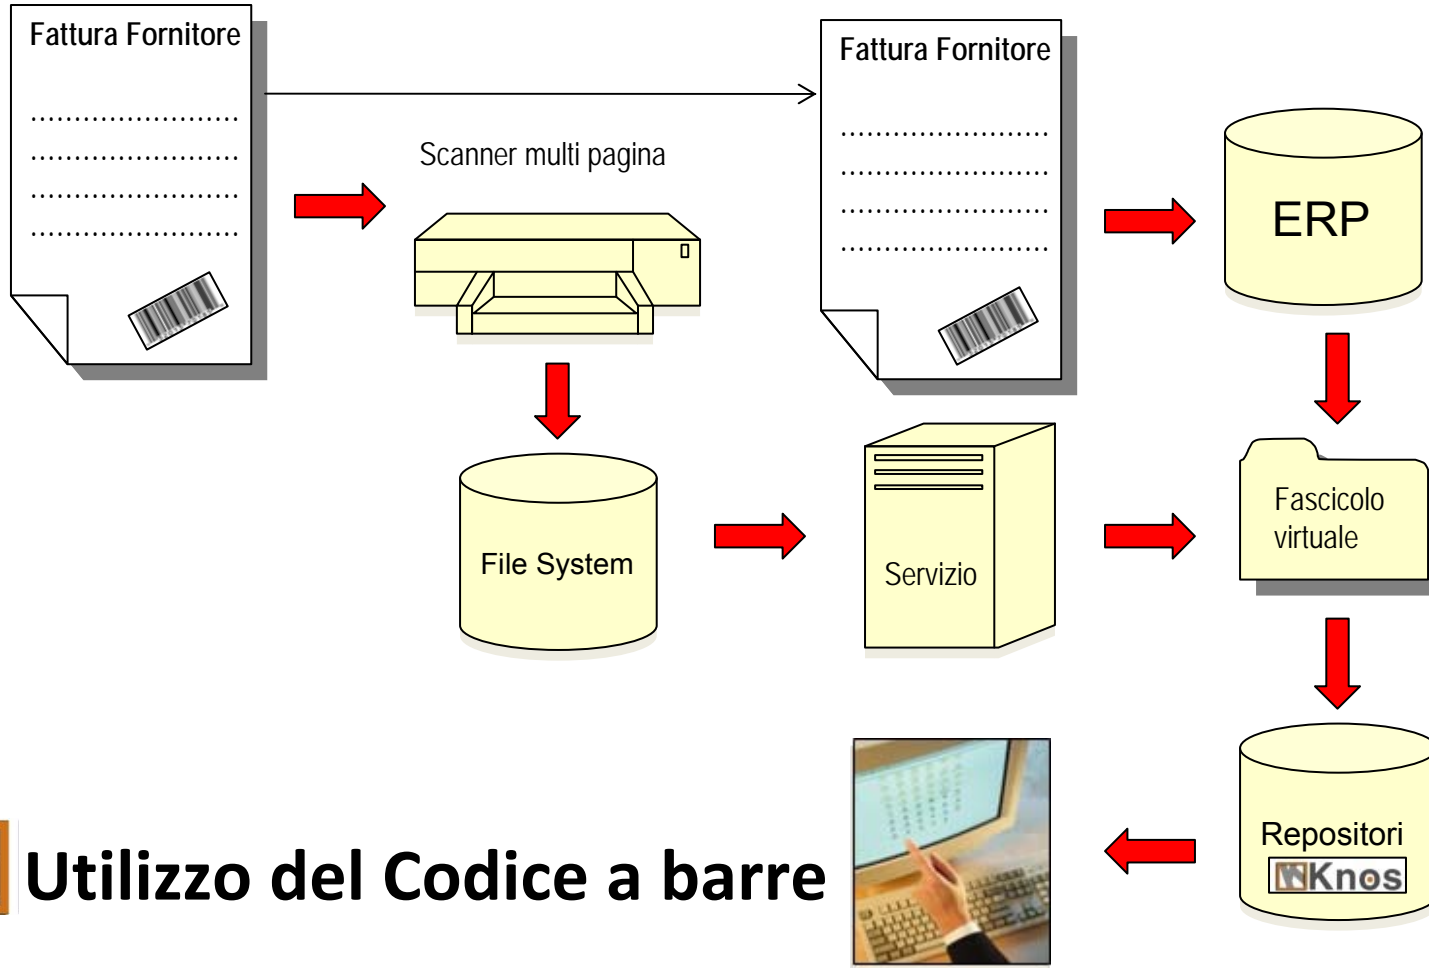 Fattura Fornitore
Fattura Fornitore
........................
........................
........................
........................
........................
........................
........................
........................
Scanner multi pagina
ERP
File System
Servizio
Fascicolo
virtuale
Repositori
Knos
Utilizzo del Codice a barre